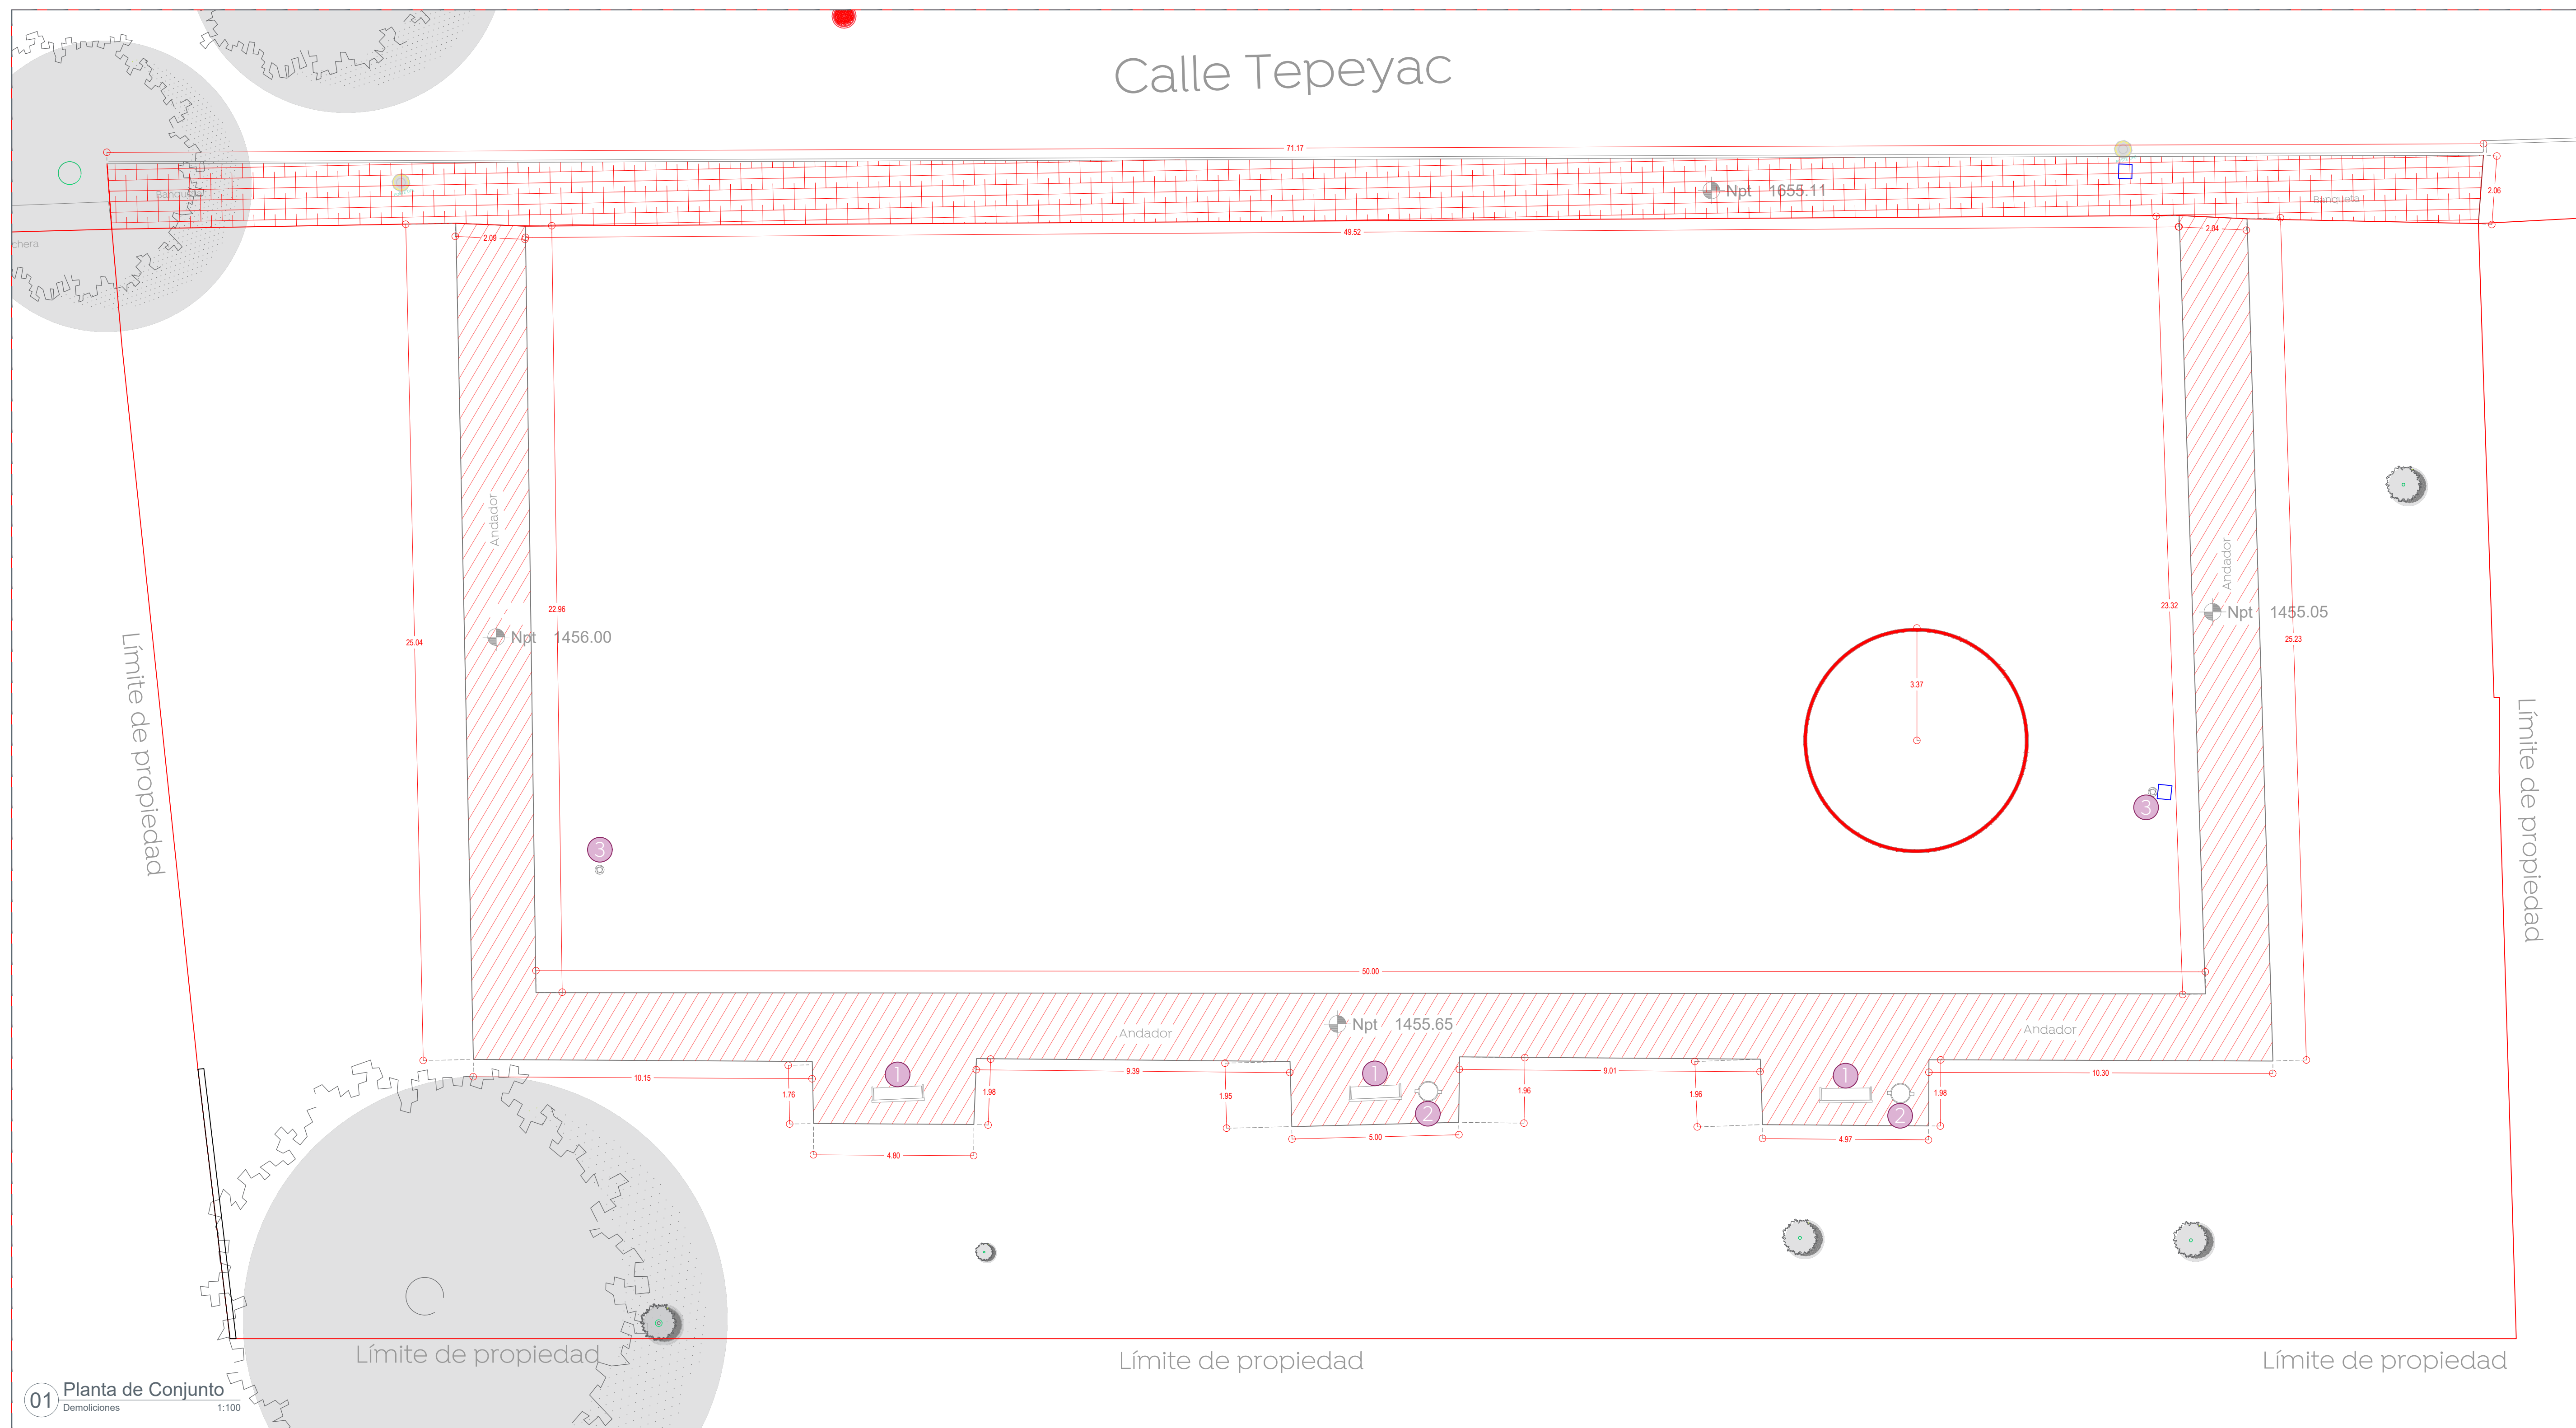 Calle Tepeyac
71.17
Banqueta
Npt 1655.11
2.06
Banqueta
chera
2.09
49.52
2.04
Andador
Andador
22.96
23.32
Npt 1455.05
Npt 1456.00
25.04
25.23
Límite de propiedad
3.37
Límite de propiedad
3
3
50.00
Npt 1455.65
Andador
Andador
10.15
1
9.39
1
9.01
1
10.30
1.76
1.98
1.95
1.96
1.96
1.98
2
2
4.80
5.00
4.97
Límite de propiedad
Límite de propiedad
Límite de propiedad
01 Planta de Conjunto
Demoliciones 1:100